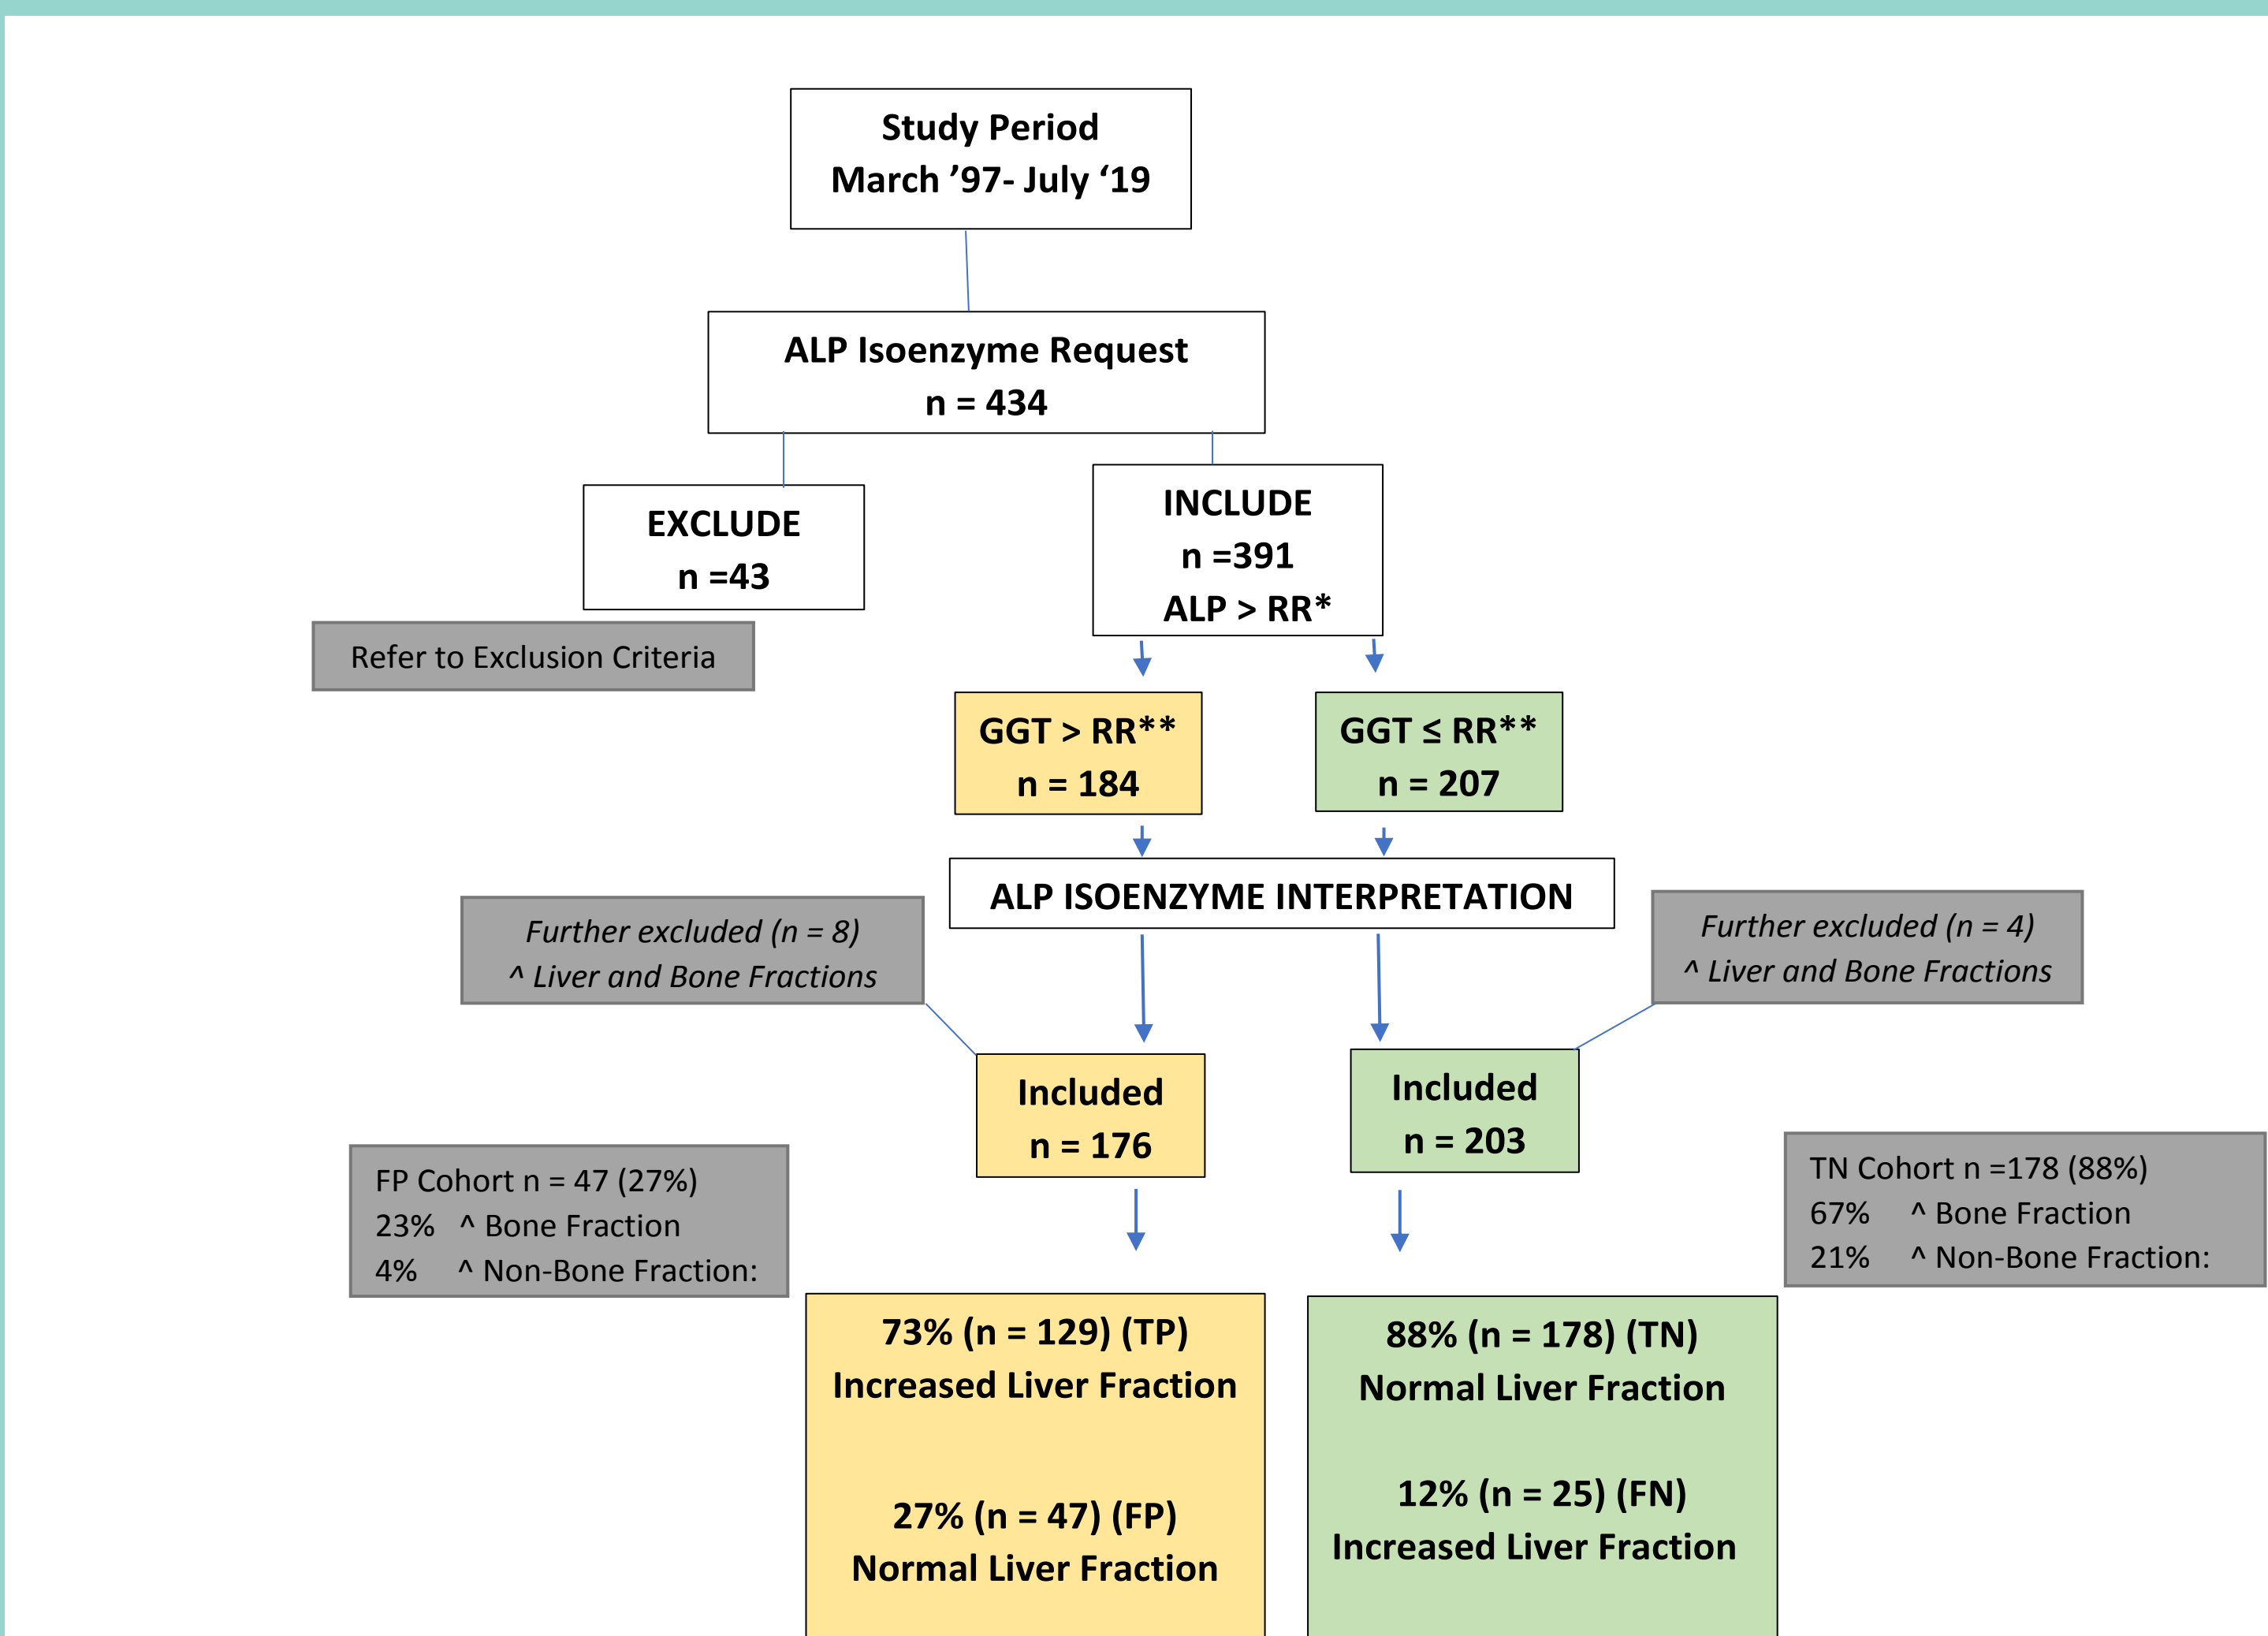 Study Period
March ’97- July ‘19
ALP Isoenzyme Request
n = 434
EXCLUDE
n =43
INCLUDE
n =391
ALP > RR*
Refer to Exclusion Criteria
GGT > RR**
n = 184
GGT ≤ RR**
n = 207
ALP ISOENZYME INTERPRETATION
Further excluded (n = 8)
^ Liver and Bone Fractions
Further excluded (n = 4)
^ Liver and Bone Fractions
Included
n = 176
Included
n = 203
FP Cohort n = 47 (27%)
23% ^ Bone Fraction
4% ^ Non-Bone Fraction:
TN Cohort n =178 (88%)
67% ^ Bone Fraction
21% ^ Non-Bone Fraction:
73% (n = 129) (TP)
Increased Liver Fraction
27% (n = 47) (FP)
Normal Liver Fraction
88% (n = 178) (TN)
Normal Liver Fraction
12% (n = 25) (FN)
Increased Liver Fraction